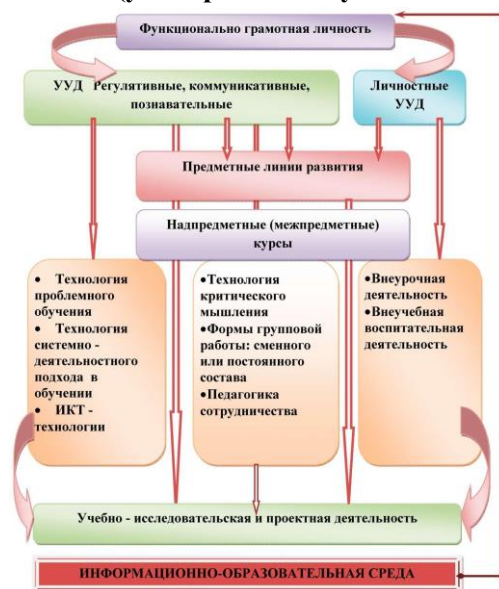 Функционально грамотная личность
УУД Регулятивные, коммуникативные,
познавательные
Личностные
УУД
Предметные линии развития
Надпредметные (межпредметные)
курсы
• Технология
проблемного
обучения
• Технология
системно -
деятельностного
подхода в
обучении
• ИКТ -
технологии
•Технология
критического
мышления
•Формы групповой
работы: сменного
или постоянного
состава
•Педагогика
сотрудничества
•Внеурочная
деятельность
•Внеучебная
воспитательная
деятельность
Учебно - исследовательская и проектная деятельность
ИНФОРМАЦИОННО-ОБРАЗОВАТЕЛЬНАЯ СРЕДА